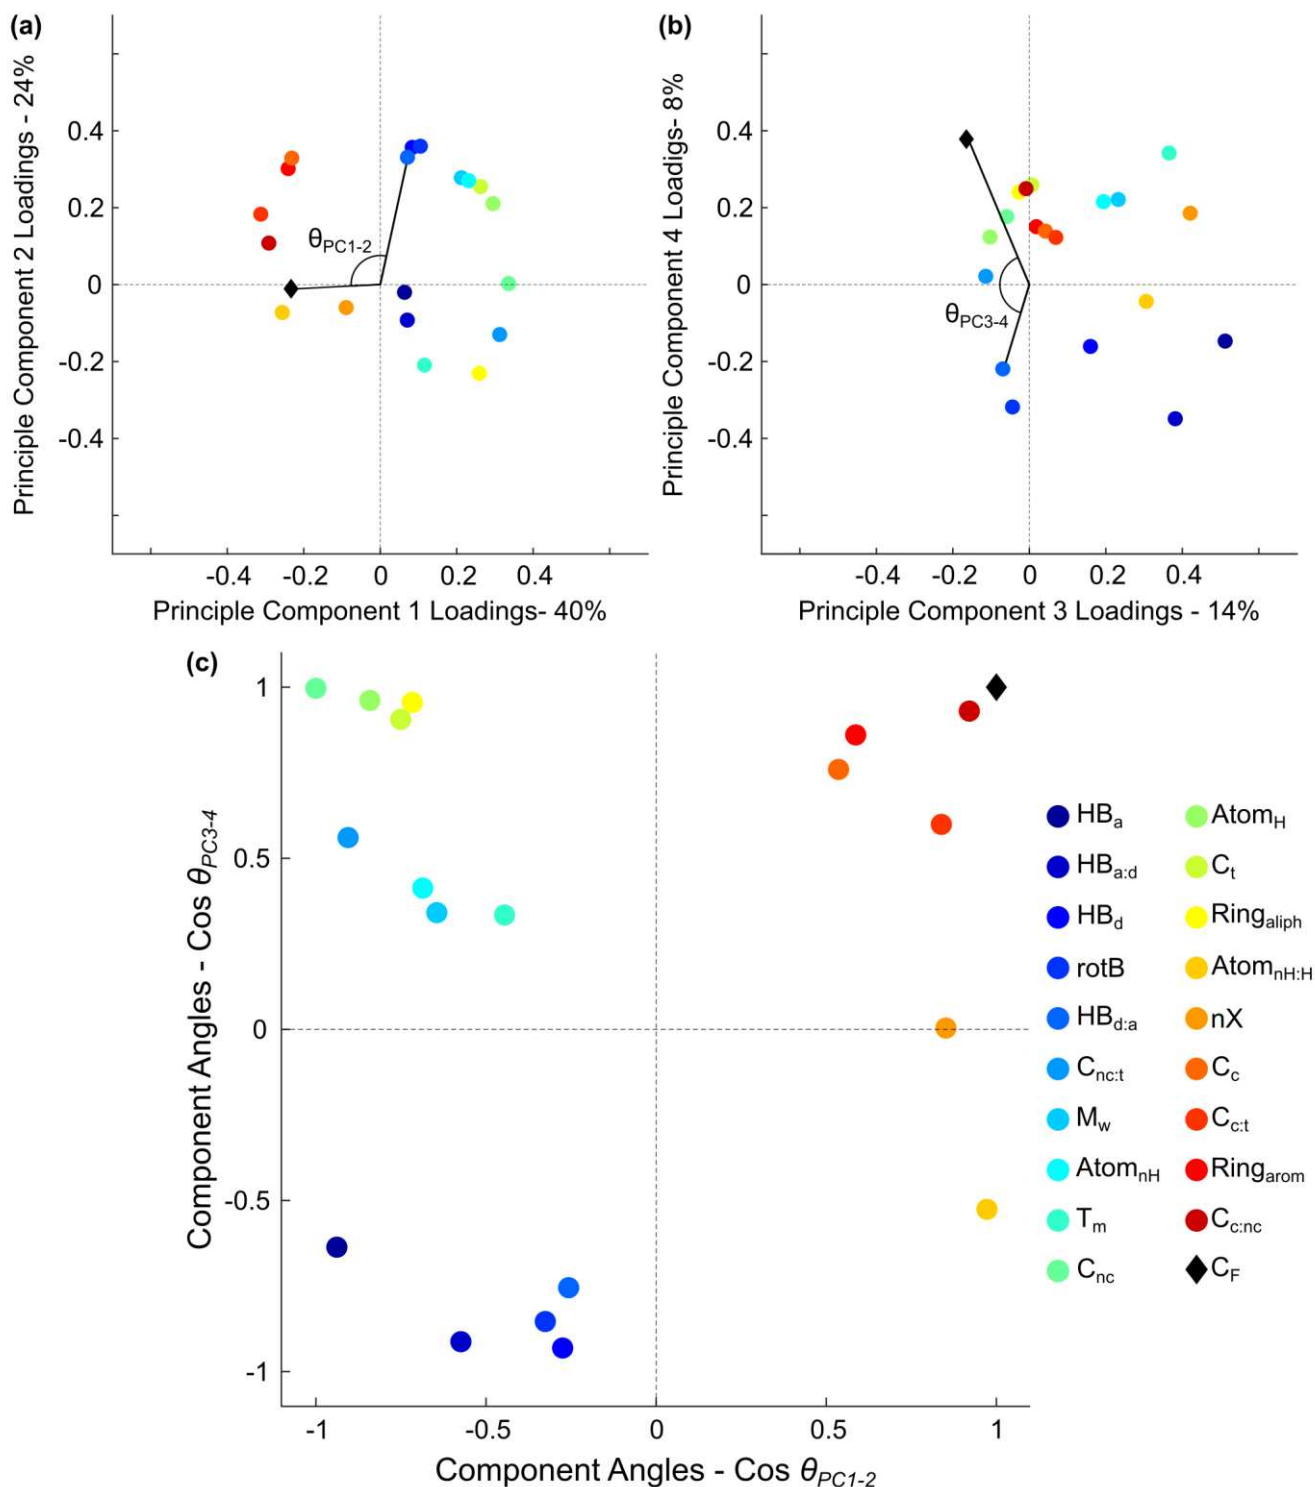 (a)
Principle Component 2 Loadings - 24%
0.4
0.2
0
-0.2
-0.4
θPC1-2
-0.4 -0.2 0 0.2 0.4
Principle Component 1 Loadings- 40%
(b)
Principle Component 4 Loadigs- 8%
0.4
0.2
0
-0.2
-0.4
θPC3-4
-0.4 -0.2 0 0.2 0.4
Principle Component 3 Loadings - 14%
(c)
Component Angles - Cos θPC3-4
1
0.5
0
-0.5
-1
-1 -0.5 0 0.5 1
Component Angles - Cos θPC1-2
HBa
HBa:d
HBd
rotB
HBd:a
Cnc:t
Mw
AtomnH
Tm
Cnc
AtomH
Ct
Ringaliph
AtomnH:H
nX
Cc
Cc:t
Ringarom
Cc:nc
CF